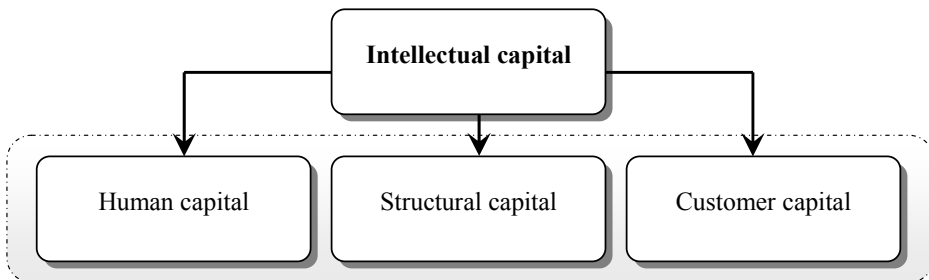 Intellectual capital
Human capital
Structural capital
Customer capital